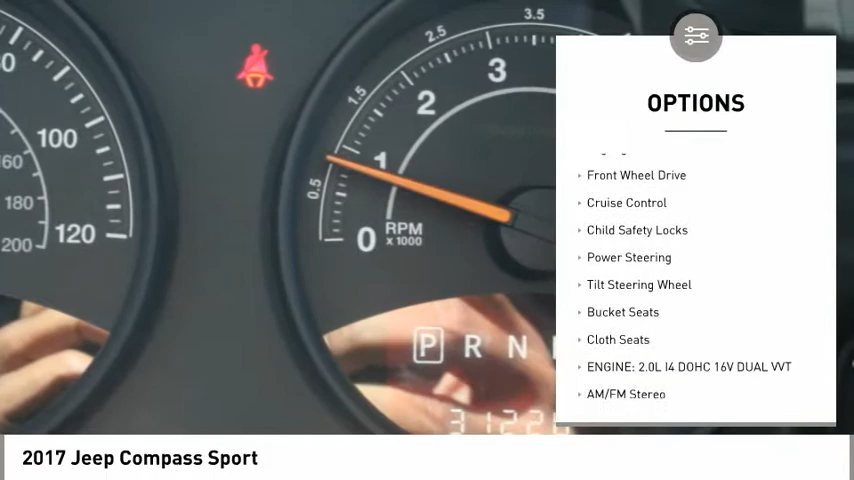 80
100
120
160
180
200
0.5
1.5
2.5
3.5
0
1
2
3
RPM
x 1000
P R N
OPTIONS
Front Wheel Drive
Cruise Control
Child Safety Locks
Power Steering
Tilt Steering Wheel
Bucket Seats
Cloth Seats
ENGINE: 2.0L I4 DOHC 16V DUAL VVT
AM/FM Stereo
2017 Jeep Compass Sport